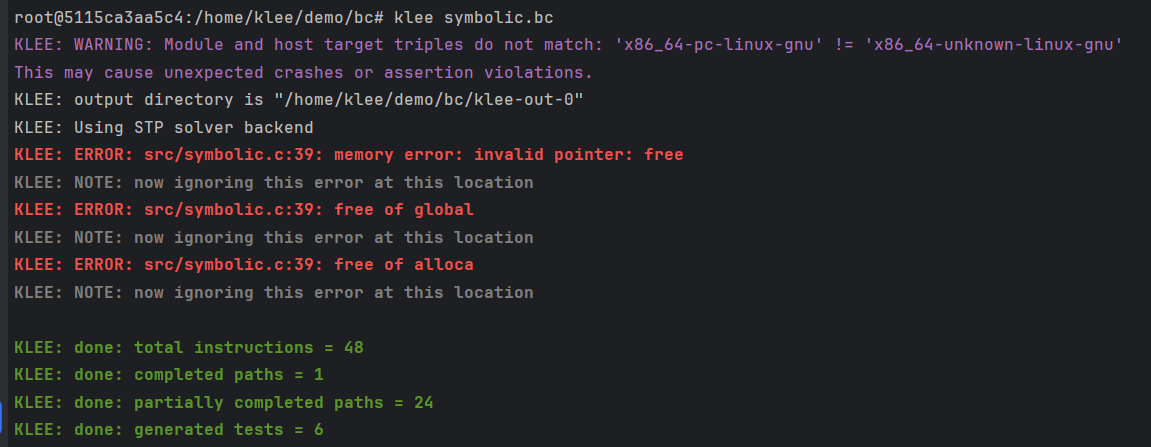 root@5115ca3aa5c4:/home/klee/demo/bc# klee symbolic.bc
KLEE: WARNING: Module and host target triples do not match: 'x86_64-pc-linux-gnu' != 'x86_64-unknown-linux-gnu'
This may cause unexpected crashes or assertion violations.
KLEE: output directory is "/home/klee/demo/bc/klee-out-0"
KLEE: Using STP solver backend
KLEE: ERROR: src/symbolic.c:39: memory error: invalid pointer: free
KLEE: NOTE: now ignoring this error at this location
KLEE: ERROR: src/symbolic.c:39: free of global
KLEE: NOTE: now ignoring this error at this location
KLEE: ERROR: src/symbolic.c:39: free of alloca
KLEE: NOTE: now ignoring this error at this location
KLEE: done: total instructions = 48
KLEE: done: completed paths = 1
KLEE: done: partially completed paths = 24
KLEE: done: generated tests = 6